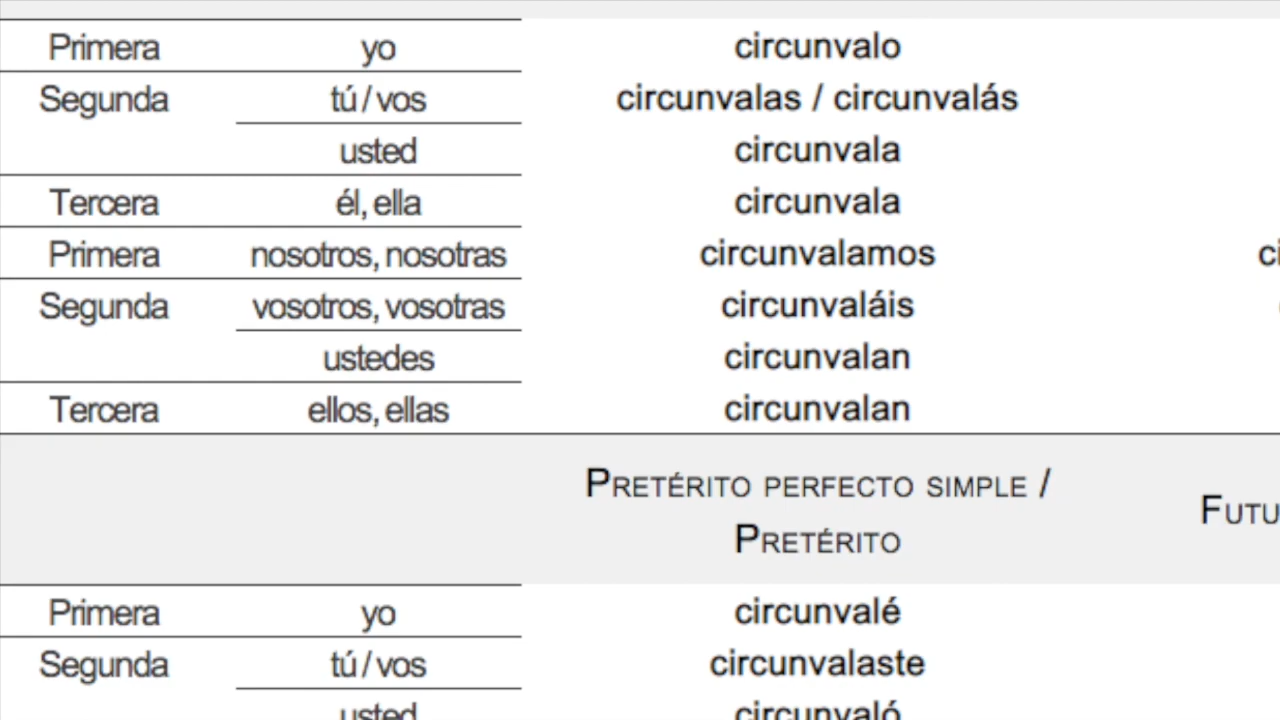 Primera yo circunvalo
Segunda tú / vos circunvalas / circunvalás
usted circunvala
Tercera él, ella circunvala
Primera nosotros, nosotras circunvalamos
Segunda vosotros, vosotras circunvaláis
ustedes circunvalan
Tercera ellos, ellas circunvalan
Pretérito perfecto simple /
Pretérito
Primera yo circunvalé
Segunda tú / vos circunvalaste
usted circunvaló